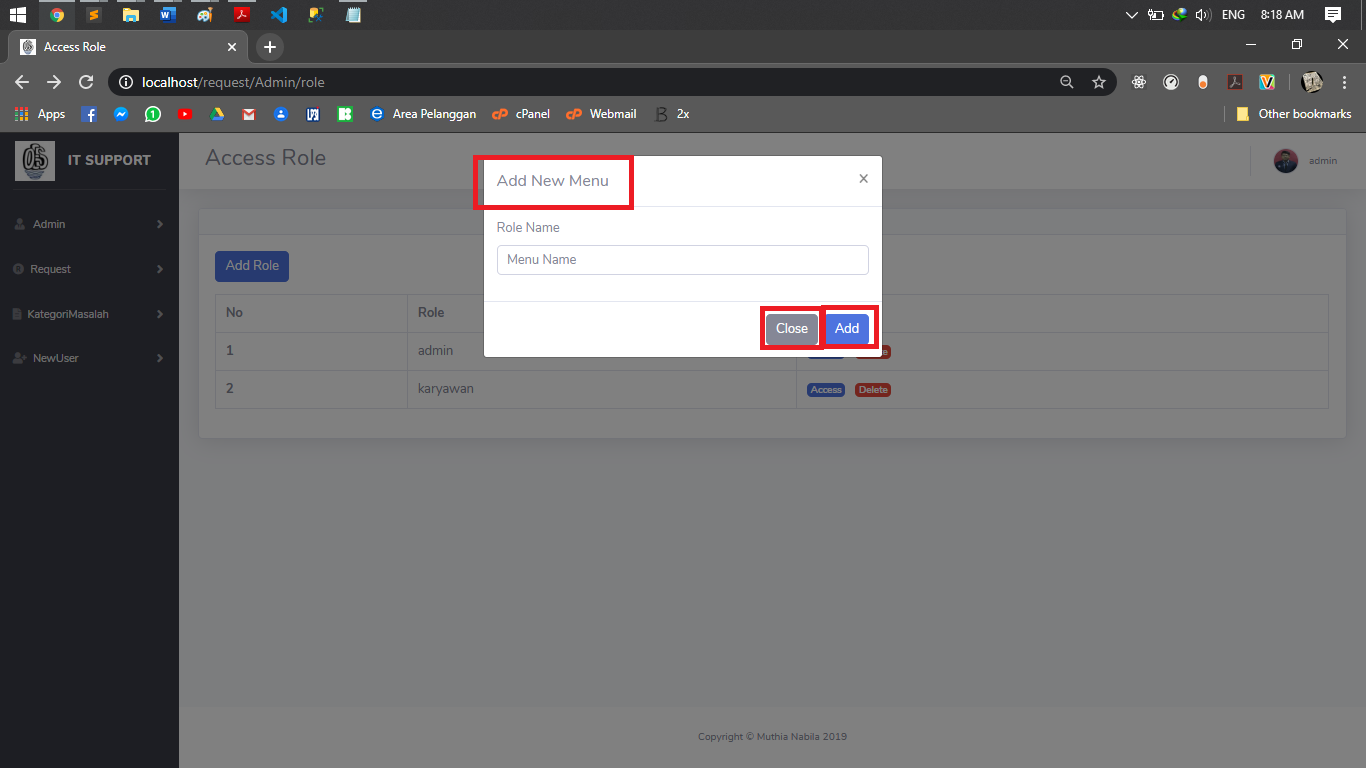 ENG 8:18 AM
Access Role
localhost/request/Admin/role
Apps Area Pelanggan cPanel Webmail 2x Other bookmarks
IT SUPPORT
Access Role
admin
Admin
Request
KategoriMasalah
NewUser
Add New Menu
Role Name
Menu Name
Close Add
Add Role
No Role
1 admin
2 karyawan Access Delete
Copyright © Muthia Nabila 2019